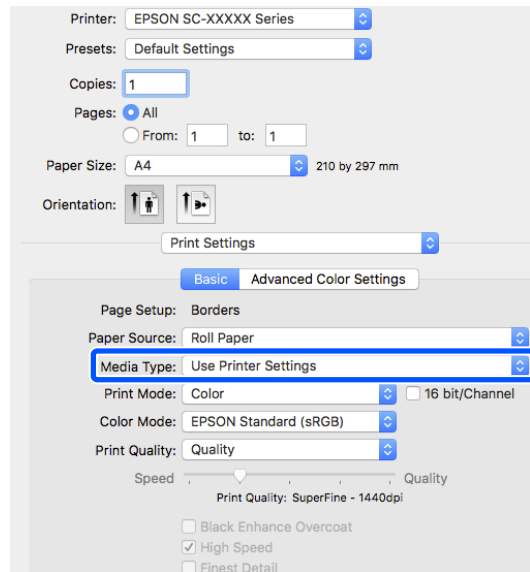 Printer: EPSON SC-XXXXX Series
Presets: Default Settings
Copies: 1
Pages: All
From: 1 to: 1
Paper Size: A4 210 by 297 mm
Orientation:
Print Settings
Basic Advanced Color Settings
Page Setup: Borders
Paper Source: Roll Paper
Media Type: Use Printer Settings
Print Mode: Color 16 bit/Channel
Color Mode: EPSON Standard (sRGB)
Print Quality: Quality
Speed Quality
Print Quality: SuperFine - 1440dpi
Black Enhance Overcoat
High Speed
Finest Detail